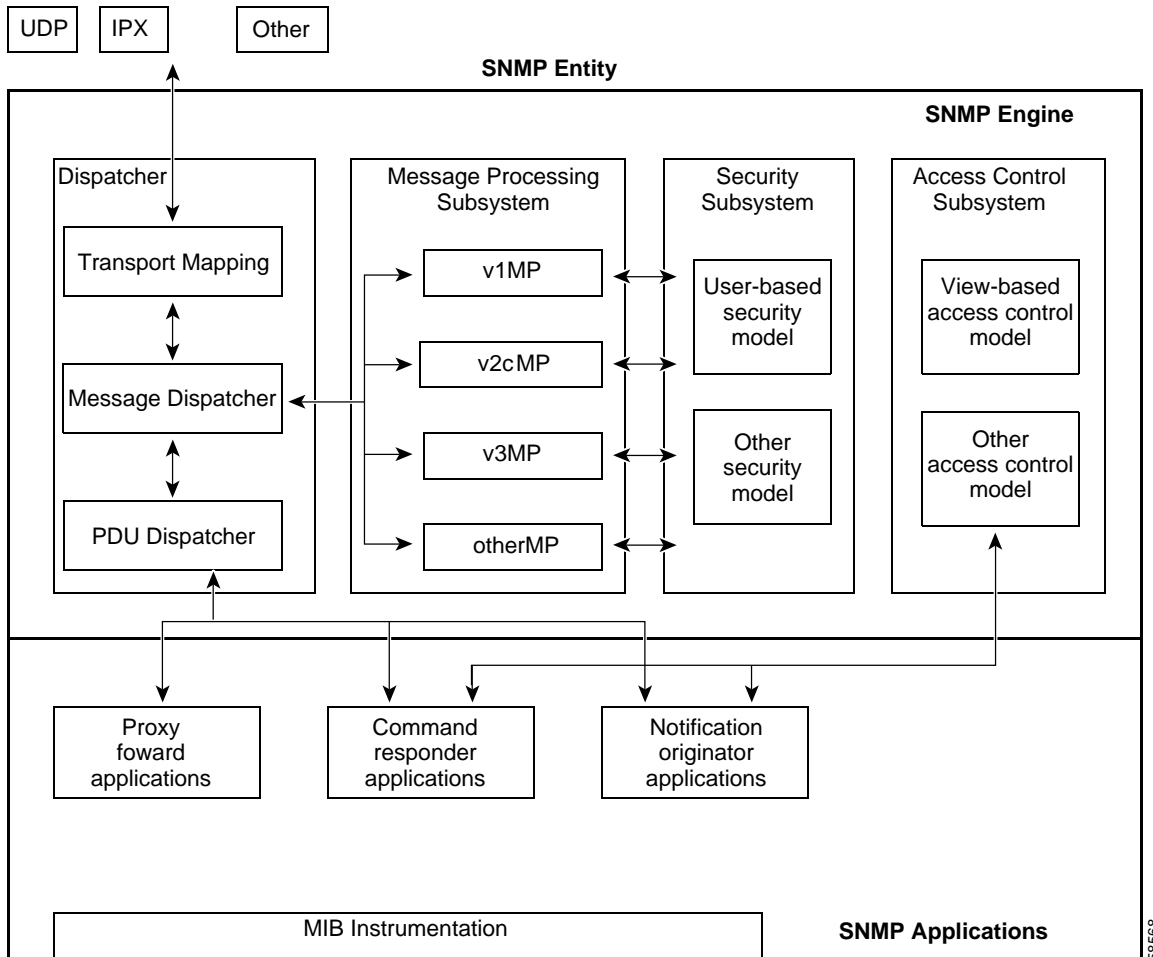 UDP
IPX
Other
SNMP Entity
SNMP Engine
Dispatcher
Transport Mapping
Message Dispatcher
PDU Dispatcher
Message Processing
Subsystem
v1MP
v2cMP
v3MP
otherMP
Security
Subsystem
User-based
security
model
Other
security
model
Access Control
Subsystem
View-based
access control
model
Other
access control
model
Proxy
foward
applications
Command
responder
applications
Notification
originator
applications
MIB Instrumentation
SNMP Applications